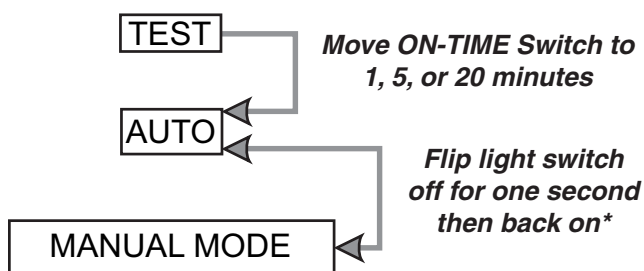 TEST
Move ON-TIME Switch to
1, 5, or 20 minutes
AUTO
Flip light switch
off for one second
then back on*
MANUAL MODE